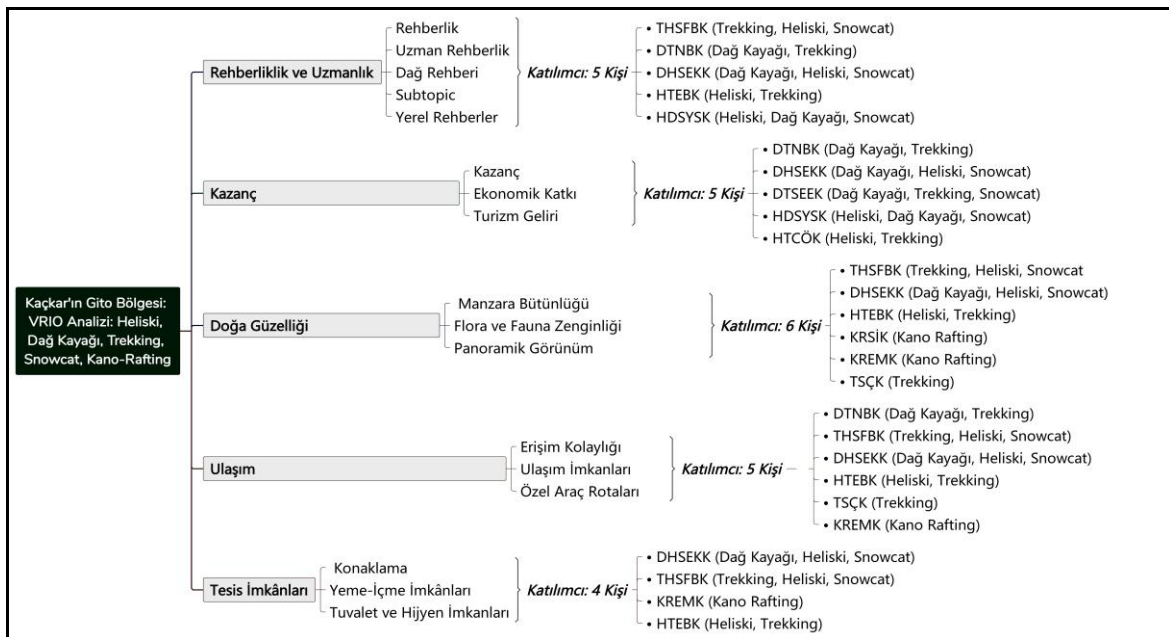 Kaçkar'ın Gito Bölgesi:
VRIO Analizi: Heliski,
Dağ Kayağı, Trekking,
Snowcat, Kano-Rafting
Rehberliklik ve Uzmanlık
Rehberlik
Uzman Rehberlik
Dağ Rehberi
Subtopic
Yerel Rehberler
Katılımcı: 5 Kişi
• THSFBK (Trekking, Heliski, Snowcat)
• DTNBK (Dağ Kayağı, Trekking)
• DHSEKK (Dağ Kayağı, Heliski, Snowcat)
• HTEBK (Heliski, Trekking)
• HDSYSK (Heliski, Dağ Kayağı, Snowcat)
Kazanç
Kazanç
Ekonomik Katkı
Turizm Geliri
Katılımcı: 5 Kişi
• DTNBK (Dağ Kayağı, Trekking)
• DHSEKK (Dağ Kayağı, Heliski, Snowcat)
• DTSEEK (Dağ Kayağı, Trekking, Snowcat)
• HDSYSK (Heliski, Dağ Kayağı, Snowcat)
• HTCÖK (Heliski, Trekking)
Doğa Güzelliği
Manzara Bütünlüğü
Flora ve Fauna Zenginliği
Panoramik Görünüm
Katılımcı: 6 Kişi
• THSFBK (Trekking, Heliski, Snowcat
• DHSEKK (Dağ Kayağı, Heliski, Snowcat)
• HTEBK (Heliski, Trekking)
• KRSİK (Kano Rafting)
• KREMK (Kano Rafting)
• TSÇK (Trekking)
Ulaşım
Erişim Kolaylığı
Ulaşım İmkanları
Özel Araç Rotaları
Katılımcı: 5 Kişi
• DTNBK (Dağ Kayağı, Trekking)
• THSFBK (Trekking, Heliski, Snowcat)
• DHSEKK (Dağ Kayağı, Heliski, Snowcat)
• HTEBK (Heliski, Trekking)
• TSÇK (Trekking)
• KREMK (Kano Rafting)
Tesis İmkânları
Konaklama
Yeme-İçme İmkânları
Tuvalet ve Hijyen İmkanları
Katılımcı: 4 Kişi
• DHSEKK (Dağ Kayağı, Heliski, Snowcat)
• THSFBK (Trekking, Heliski, Snowcat)
• KREMK (Kano Rafting)
• HTEBK (Heliski, Trekking)